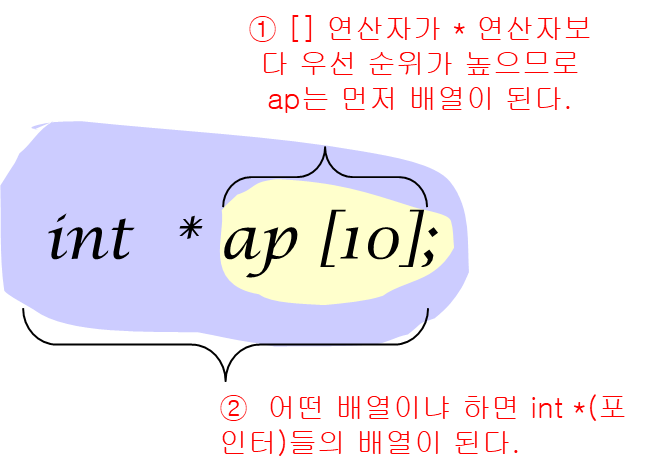 ① [] 연산자가 * 연산자보
다 우선 순위가 높으므로
ap는 먼저 배열이 된다.
int * ap [10];
② 어떤 배열이냐 하면 int *(포
인터)들의 배열이 된다.